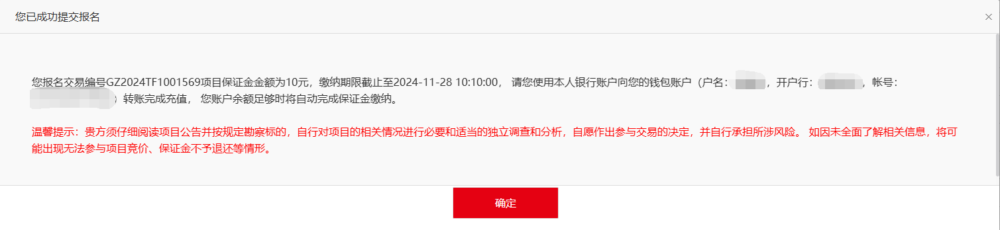 您已成功提交报名
×
您报名交易编号GZ2024TF1001569项目保证金金额为10元，缴纳期限截止至2024-11-28 10:10:00， 请您使用本人银行账户向您的钱包账户（户名： ，开户行： ，帐号：
）转账完成充值， 您账户余额足够时将自动完成保证金缴纳。
温馨提示：贵方须仔细阅读项目公告并按规定勘察标的，自行对项目的相关情况进行必要和适当的独立调查和分析，自愿作出参与交易的决定，并自行承担所涉风险。 如因未全面了解相关信息，将可
能出现无法参与项目竞价、保证金不予退还等情形。
确定